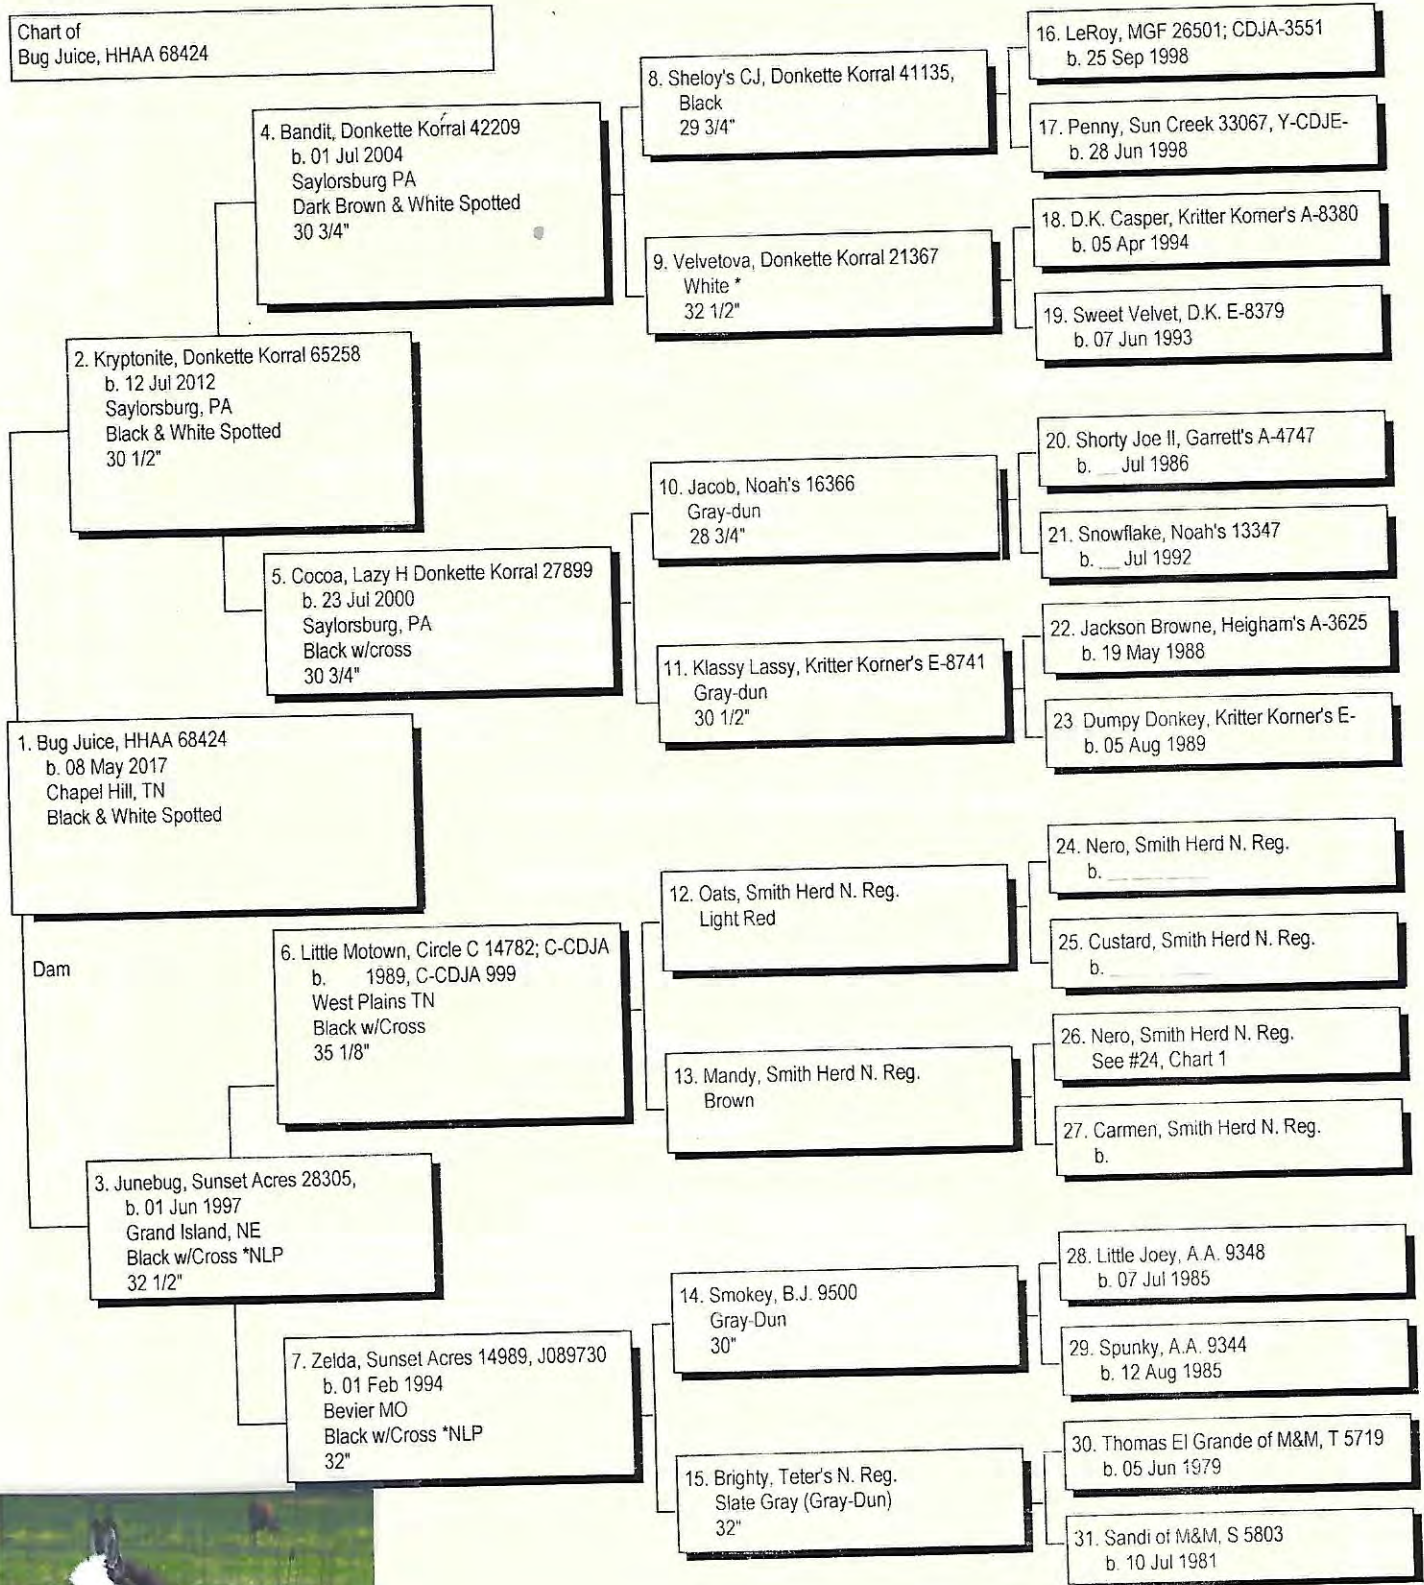 Chart of
Bug Juice, HHAA 68424
1. Bug Juice, HHAA 68424
b. 08 May 2017
Chapel Hill, TN
Black & White Spotted
Dam
2. Kryptonite, Donkette Korral 65258
b. 12 Jul 2012
Saylorsburg, PA
Black & White Spotted
30 1/2"
3. Junebug, Sunset Acres 28305,
b. 01 Jun 1997
Grand Island, NE
Black w/Cross *NLP
32 1/2"
4. Bandit, Donkette Korral 42209
b. 01 Jul 2004
Saylorsburg PA
Dark Brown & White Spotted
30 3/4"
5. Cocoa, Lazy H Donkette Korral 27899
b. 23 Jul 2000
Saylorsburg, PA
Black w/cross
30 3/4"
6. Little Motown, Circle C 14782; C-CDJA
b. 1989, C-CDJA 999
West Plains TN
Black w/Cross
35 1/8"
7. Zelda, Sunset Acres 14989, J089730
b. 01 Feb 1994
Bevier MO
Black w/Cross *NLP
32"
8. Sheloy's CJ, Donkette Korral 41135,
Black
29 3/4"
9. Velvetova, Donkette Korral 21367
White *
32 1/2"
10. Jacob, Noah's 16366
Gray-dun
28 3/4"
11. Klassy Lassy, Kritter Korner's E-8741
Gray-dun
30 1/2"
12. Oats, Smith Herd N. Reg.
Light Red
13. Mandy, Smith Herd N. Reg.
Brown
14. Smokey, B.J. 9500
Gray-Dun
30"
15. Brighty, Teter's N. Reg.
Slate Gray (Gray-Dun)
32"
16. LeRoy, MGF 26501; CDJA-3551
b. 25 Sep 1998
17. Penny, Sun Creek 33067, Y-CDJE-
b. 28 Jun 1998
18. D.K. Casper, Kritter Korner's A-8380
b. 05 Apr 1994
19. Sweet Velvet, D.K. E-8379
b. 07 Jun 1993
20. Shorty Joe II, Garrett's A-4747
b. __ Jul 1986
21. Snowflake, Noah's 13347
b. __ Jul 1992
22. Jackson Browne, Heigham's A-3625
b. 19 May 1988
23 Dumpy Donkey, Kritter Korner's E-
b. 05 Aug 1989
24. Nero, Smith Herd N. Reg.
b. ________
25. Custard, Smith Herd N. Reg.
b. ________
26. Nero, Smith Herd N. Reg.
See #24, Chart 1
27. Carmen, Smith Herd N. Reg.
b.
28. Little Joey, A.A. 9348
b. 07 Jul 1985
29. Spunky, A.A. 9344
b. 12 Aug 1985
30. Thomas El Grande of M&M, T 5719
b. 05 Jun 1979
31. Sandi of M&M, S 5803
b. 10 Jul 1981